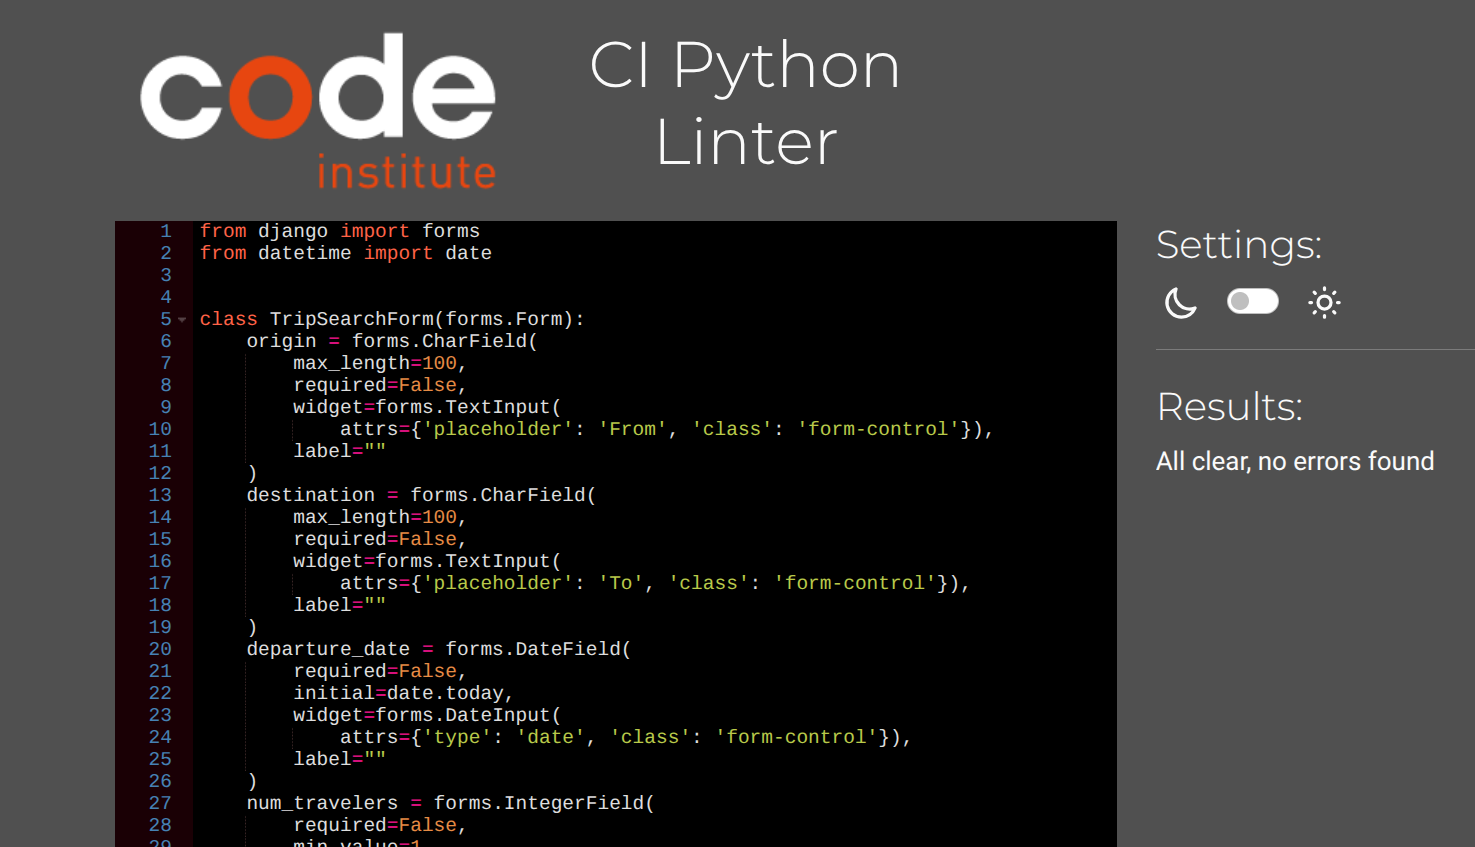 code
institute
CI Python
Linter
1 from django import forms
2 from datetime import date
3
4
5 class TripSearchForm(forms.Form):
6     origin = forms.CharField(
7         max_length=100,
8         required=False,
9         widget=forms.TextInput(
10             attrs={'placeholder': 'From', 'class': 'form-control'}),
11         label=""
12     )
13     destination = forms.CharField(
14         max_length=100,
15         required=False,
16         widget=forms.TextInput(
17             attrs={'placeholder': 'To', 'class': 'form-control'}),
18         label=""
19     )
20     departure_date = forms.DateField(
21         required=False,
22         initial=date.today,
23         widget=forms.DateInput(
24             attrs={'type': 'date', 'class': 'form-control'}),
25         label=""
26     )
27     num_travelers = forms.IntegerField(
28         required=False,
29         min_value=1
Settings:
Results:
All clear, no errors found